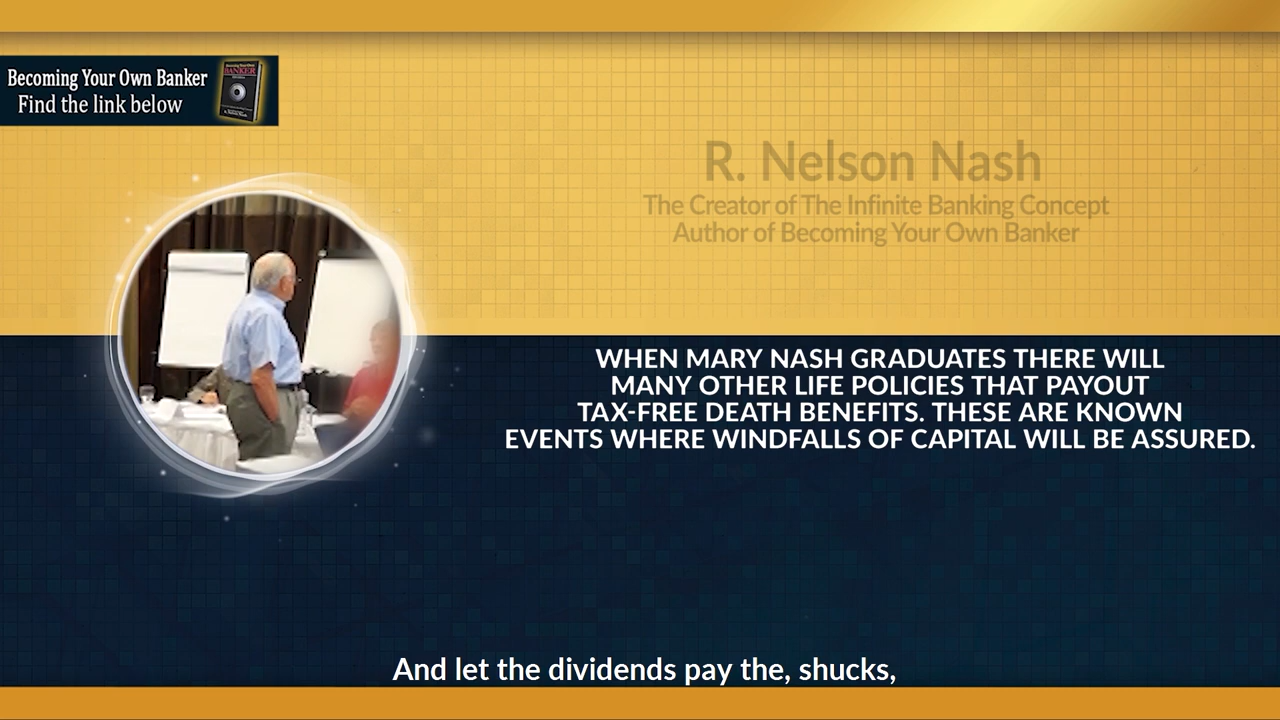 Becoming Your Own Banker
Find the link below
BANKER
R. Nelson Nash
The Creator of The Infinite Banking Concept
Author of Becoming Your Own Banker
WHEN MARY NASH GRADUATES THERE WILL
MANY OTHER LIFE POLICIES THAT PAYOUT
TAX-FREE DEATH BENEFITS. THESE ARE KNOWN
EVENTS WHERE WINDFALLS OF CAPITAL WILL BE ASSURED.
And let the dividends pay the, shucks,